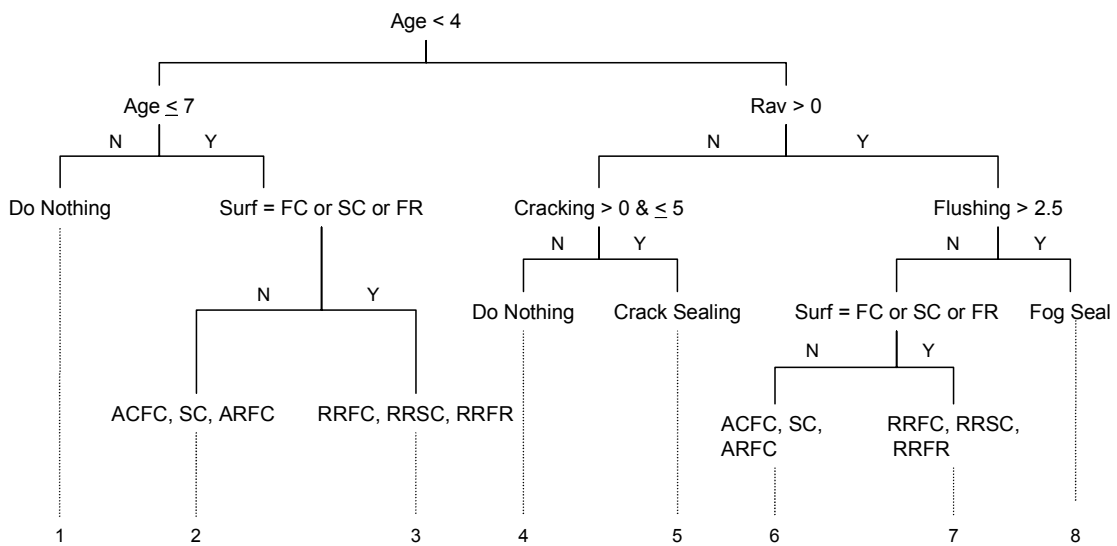 Age < 4
Age ≤ 7
Rav > 0
N Y
N Y
Do Nothing
Surf = FC or SC or FR
Cracking > 0 & ≤ 5
Flushing > 2.5
N Y
N Y
N Y
Do Nothing
Crack Sealing
Surf = FC or SC or FR
Fog Seal
N Y
ACFC, SC, ARFC
RRFC, RRSC, RRFR
ACFC, SC,
ARFC
RRFC, RRSC,
RRFR
1 2 3 4 5 6 7 8